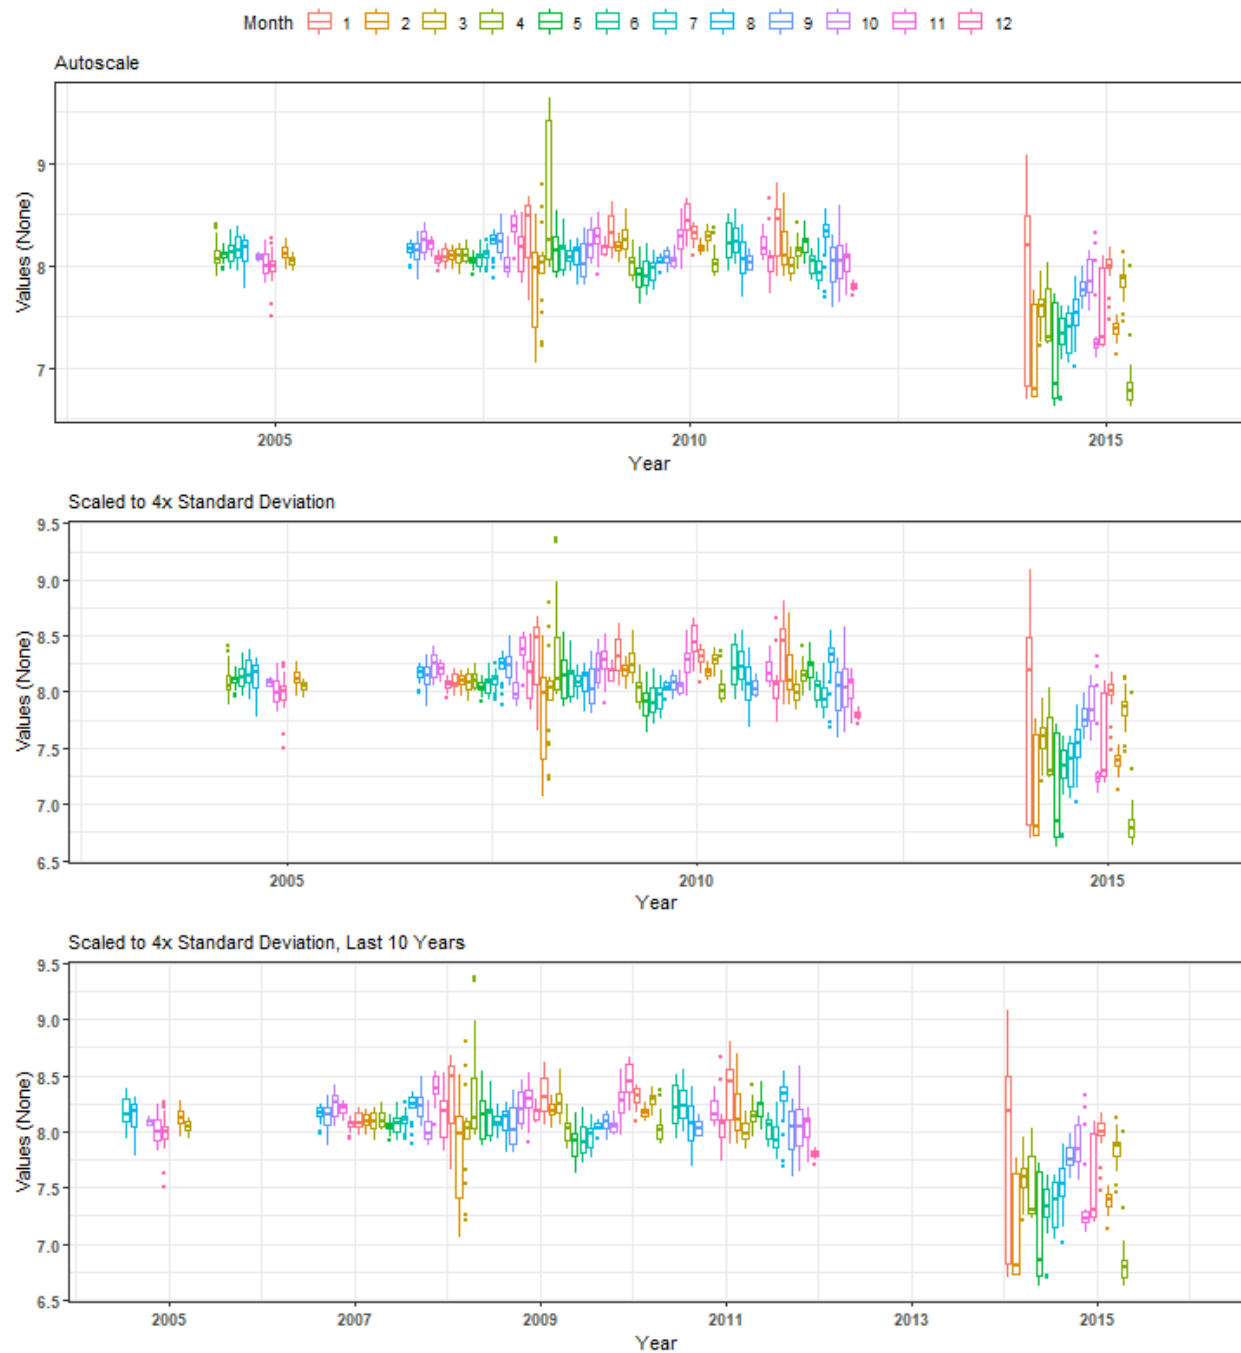 Month 1 2 3 4 5 6 7 8 9 10 11 12
Autoscale
Values (None)
9
8
7
2005 2010 2015
Year
Scaled to 4x Standard Deviation
Values (None)
9.5
9.0
8.5
8.0
7.5
7.0
6.5
2005 2010 2015
Year
Scaled to 4x Standard Deviation, Last 10 Years
Values (None)
9.5
9.0
8.5
8.0
7.5
7.0
6.5
2005 2007 2009 2011 2013 2015
Year